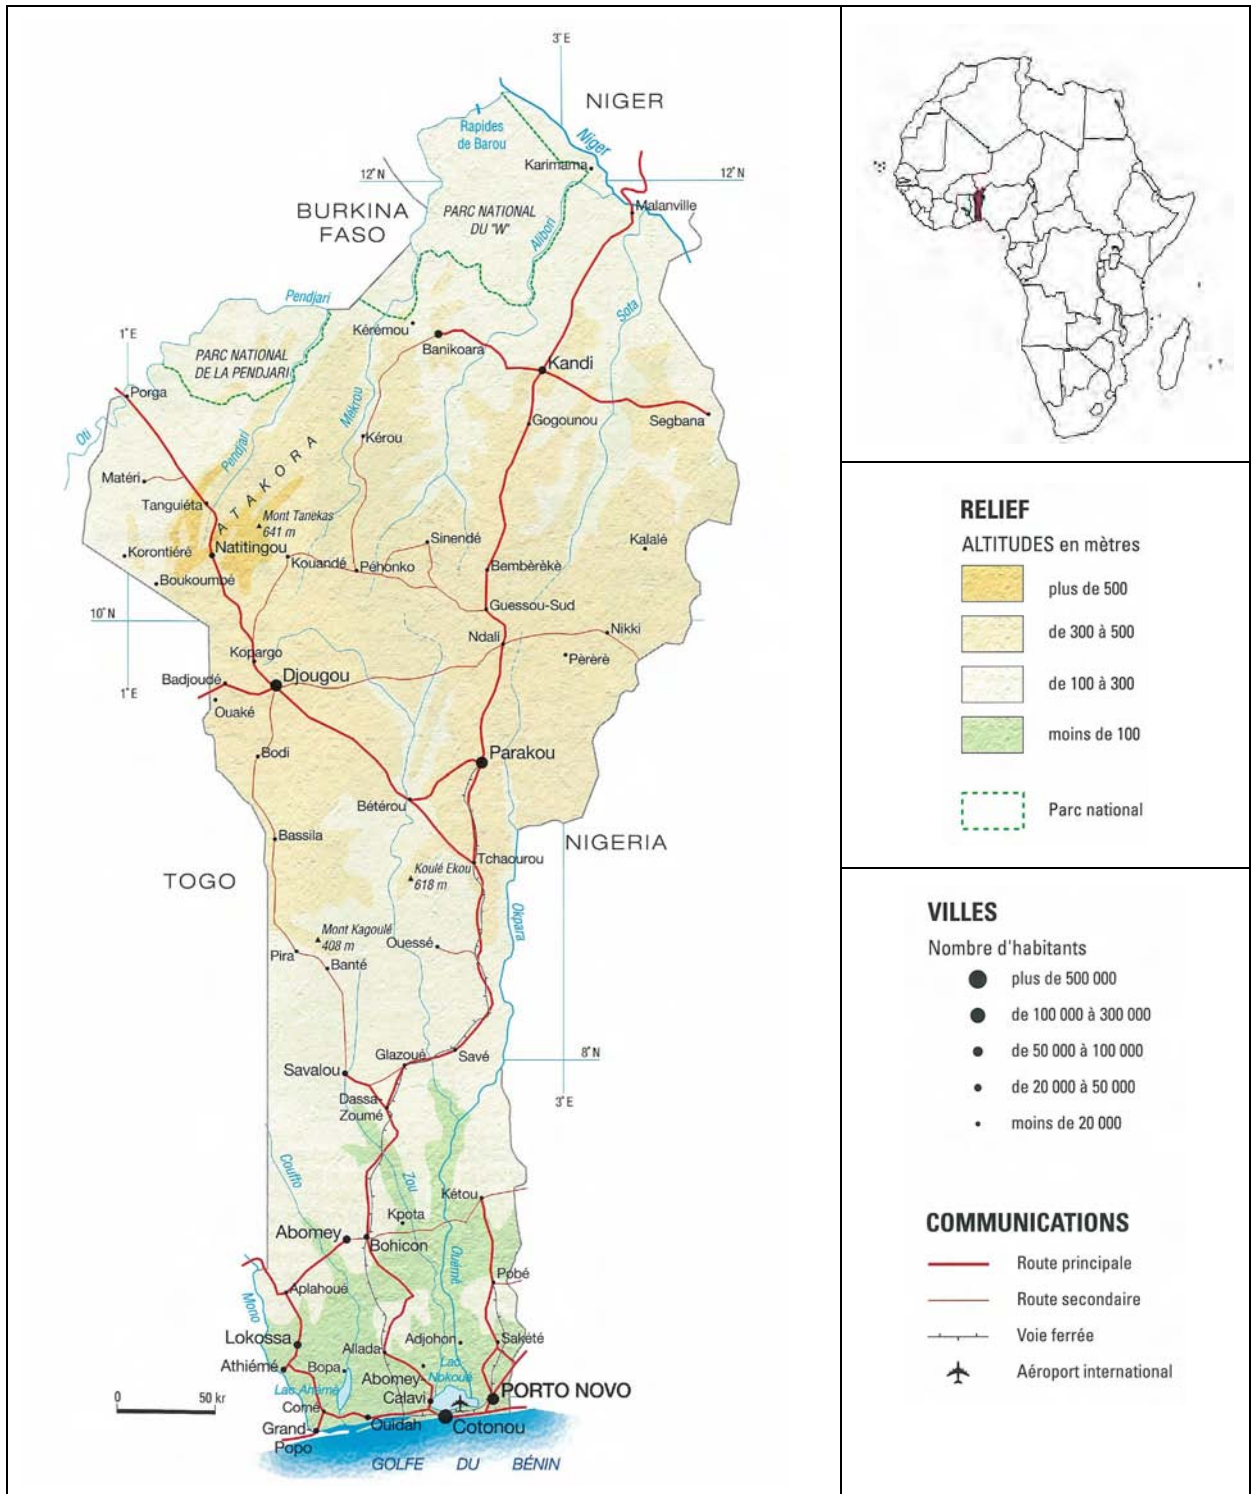 3°E
NIGER
Rapides
de Barou
Niger
Karimama
12°N
12°N
BURKINA
FASO
PARC NATIONAL
DU "W"
Malanville
Alibori
Pendjari
Sota
1°E
Kérémou
Banikoara
PARC NATIONAL
DE LA PENDJARI
Kandi
Porga
Mékrou
Gogounou
Segbana
Oti
Kérou
Pendjari
ATAKORA
Matéri
Tanguiéta
Mont Tanekas
641 m
Sinendé
Kalalé
Korontiéré
Natitingou
Kouandé
Péhonko
Bembèrèkè
Boukoumbé
Guessou-Sud
10°N
Nikki
Ndali
Kopargo
Pèrèrè
Badjoudé
Djougou
1°E
Ouaké
Bodi
Parakou
Bétérou
Bassila
NIGERIA
Tchaourou
TOGO
Koulé Ekou
618 m
Okpara
Mont Kagoulé
408 m
Ouessé
Pira
Banté
Glazoué
Savé
8°N
Savalou
Dassa-
Zoumé
3°E
Couffo
Zou
Kétou
Kpota
Abomey
Bohicon
Ouémé
Pobé
Aplahoué
Mono
Lokossa
Adjohon
Sakété
Allada
Athiémé
Bopa
Lac
Nokoué
Abomey-
Calavi
Lac Ahémé
PORTO NOVO
0
50 kr
Comé
Ouidah
Cotonou
Grand-
Popo
GOLFE DU BÉNIN
RELIEF
ALTITUDES en mètres
plus de 500
de 300 à 500
de 100 à 300
moins de 100
Parc national
VILLES
Nombre d'habitants
plus de 500 000
de 100 000 à 300 000
de 50 000 à 100 000
de 20 000 à 50 000
moins de 20 000
COMMUNICATIONS
Route principale
Route secondaire
Voie ferrée
Aéroport international